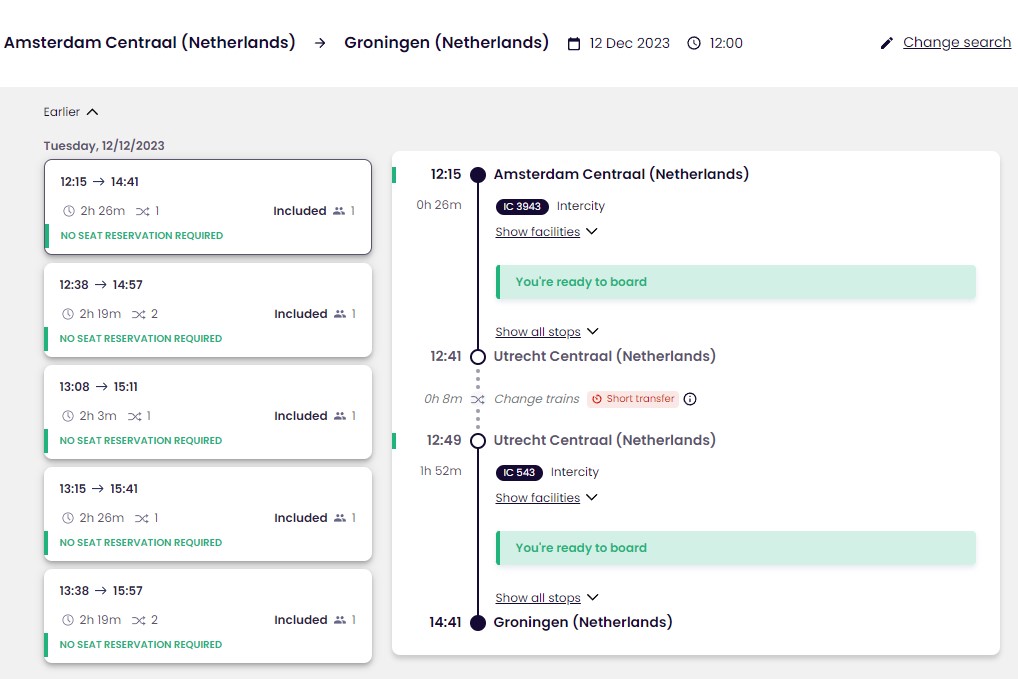 Amsterdam Centraal (Netherlands) → Groningen (Netherlands) 12 Dec 2023 12:00 Change search
Earlier
Tuesday, 12/12/2023
12:15 → 14:41
2h 26m 1 Included 1
NO SEAT RESERVATION REQUIRED
12:38 → 14:57
2h 19m 2 Included 1
NO SEAT RESERVATION REQUIRED
13:08 → 15:11
2h 3m 1 Included 1
NO SEAT RESERVATION REQUIRED
13:15 → 15:41
2h 26m 1 Included 1
NO SEAT RESERVATION REQUIRED
13:38 → 15:57
2h 19m 2 Included 1
NO SEAT RESERVATION REQUIRED
12:15 Amsterdam Centraal (Netherlands)
0h 26m IC 3943 Intercity
Show facilities
You're ready to board
Show all stops
12:41 Utrecht Centraal (Netherlands)
0h 8m Change trains Short transfer
12:49 Utrecht Centraal (Netherlands)
1h 52m IC 543 Intercity
Show facilities
You're ready to board
Show all stops
14:41 Groningen (Netherlands)